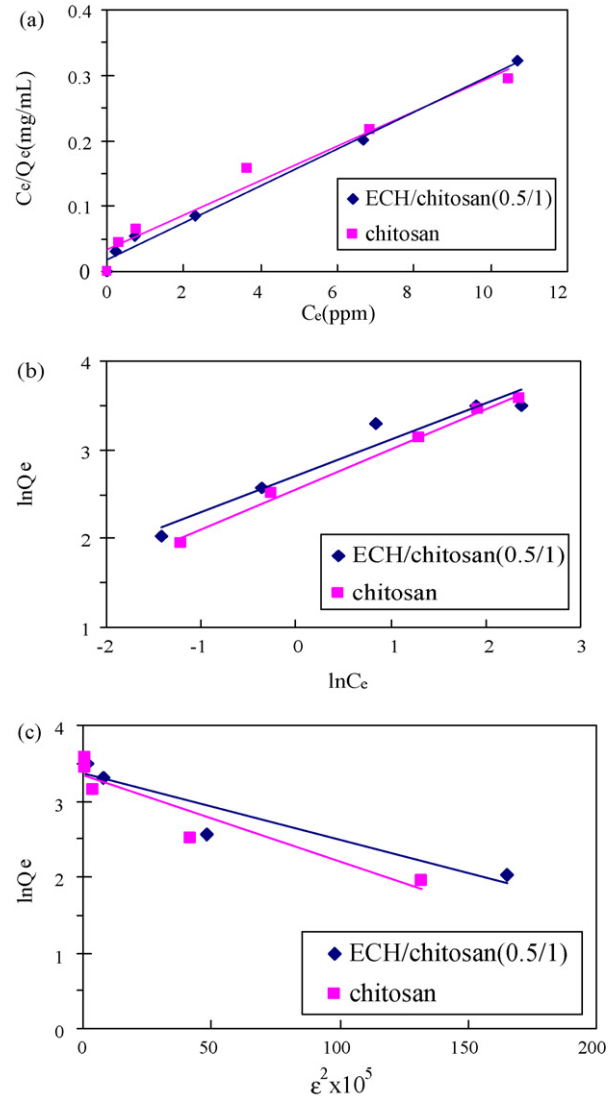 (a)
0.4
0.3
0.2
0.1
0
Cₑ/Qₑ(mg/mL)
ECH/chitosan(0.5/1)
chitosan
0 2 4 6 8 10 12
Cₑ(ppm)
(b)
4
3
2
1
lnQₑ
ECH/chitosan(0.5/1)
chitosan
-2 -1 0 1 2 3
lnCₑ
(c)
4
3
2
1
0
lnQₑ
ECH/chitosan(0.5/1)
chitosan
0 50 100 150 200
ε²x10⁵